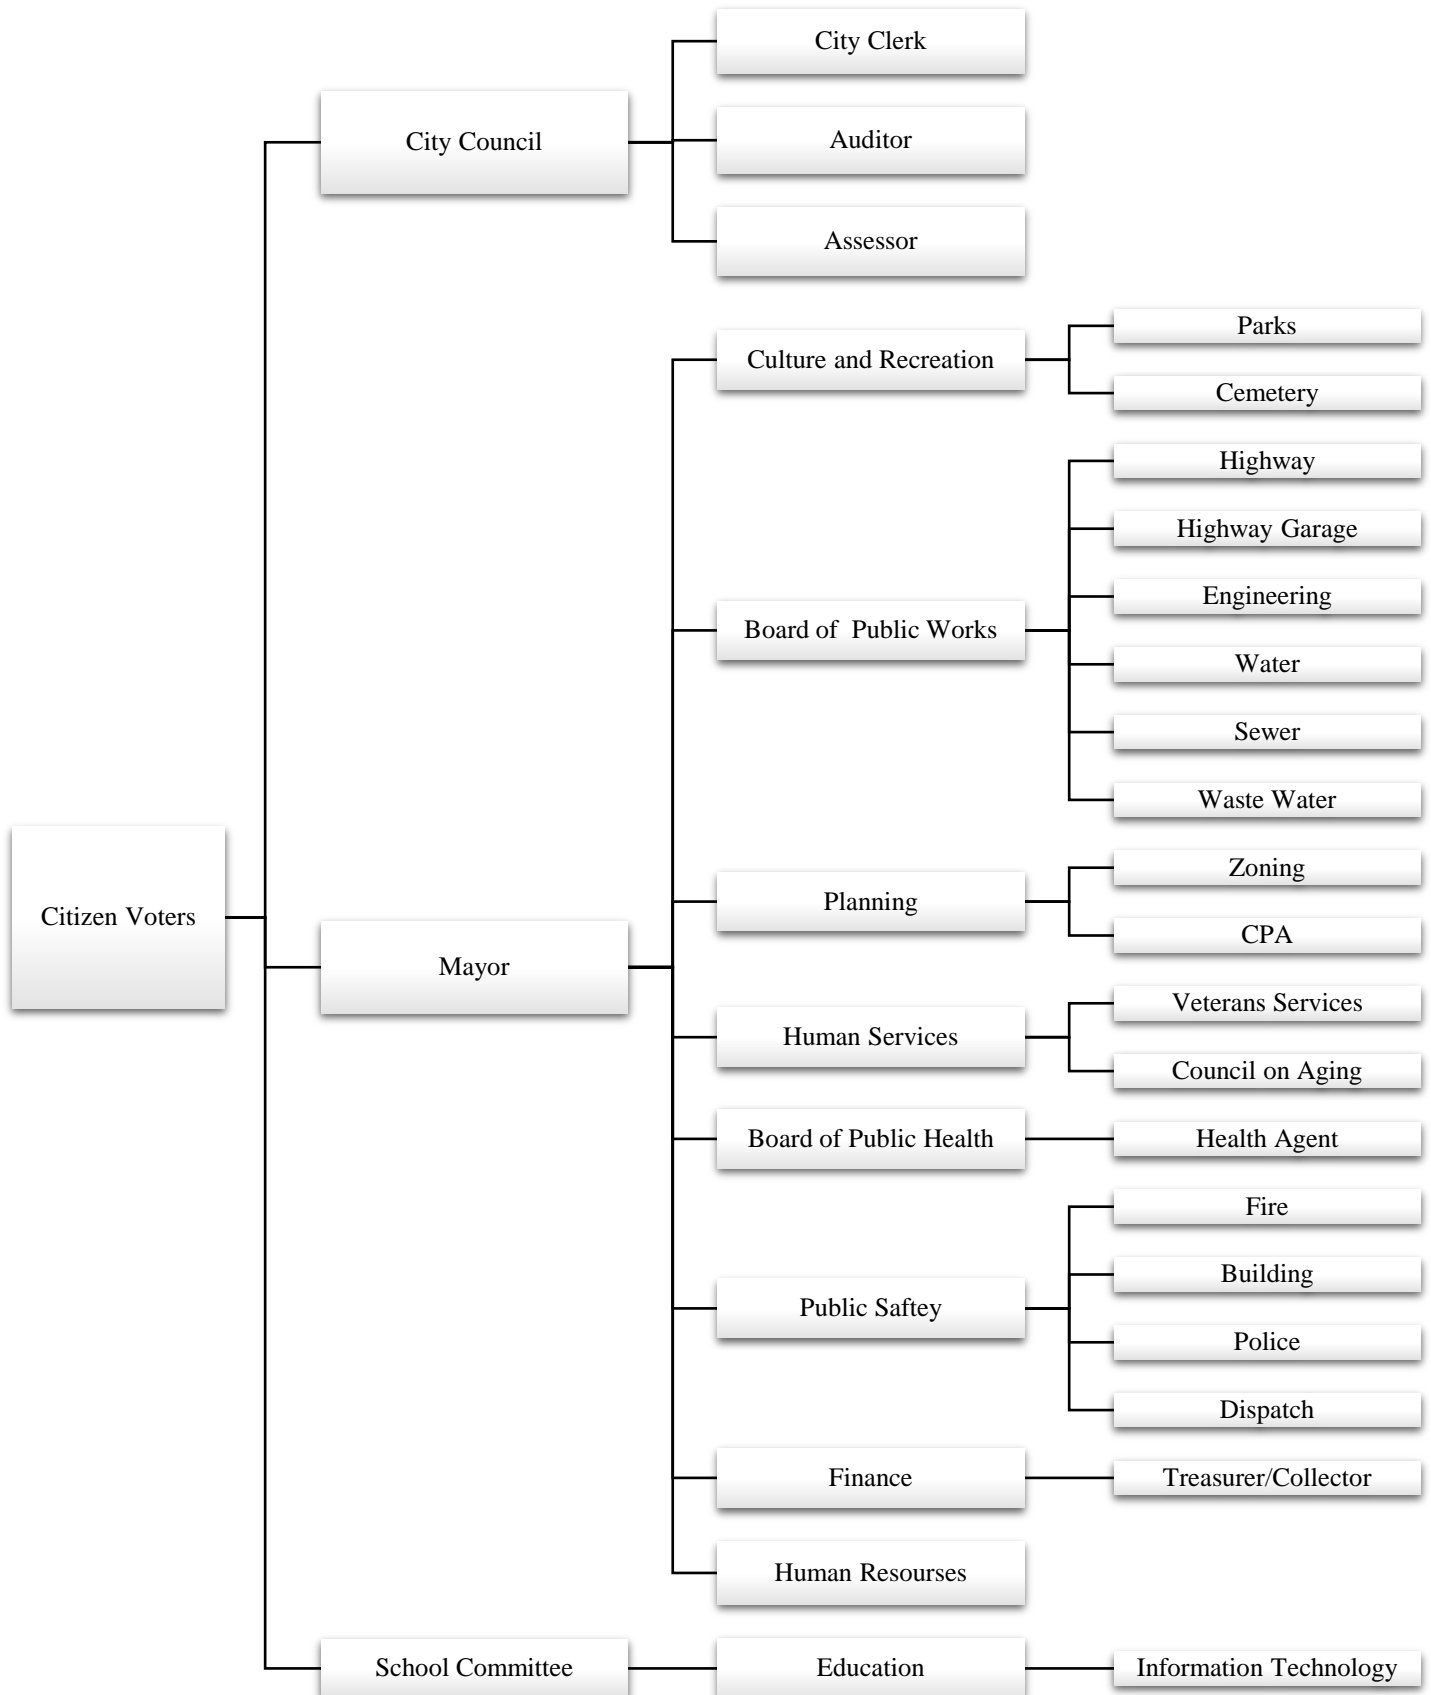 City Clerk
City Council
Auditor
Assessor
Parks
Culture and Recreation
Cemetery
Highway
Highway Garage
Engineering
Board of  Public Works
Water
Sewer
Waste Water
Zoning
Planning
CPA
Citizen Voters
Mayor
Veterans Services
Human Services
Council on Aging
Board of Public Health
Health Agent
Fire
Building
Public Saftey
Police
Dispatch
Finance
Treasurer/Collector
Human Resourses
School Committee
Education
Information Technology